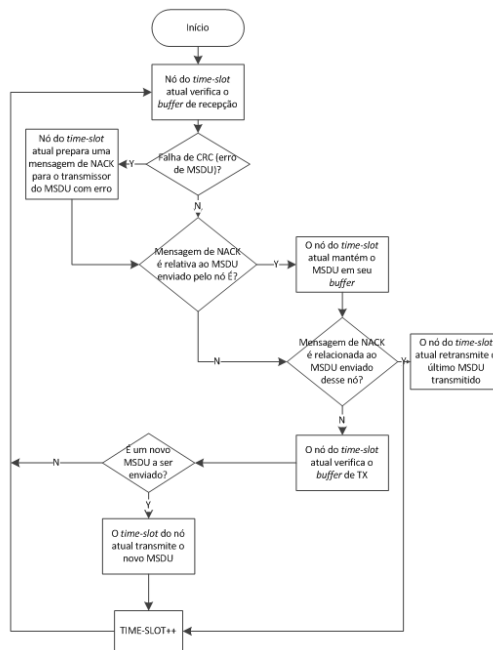 Início
Nó do time-slot
atual verifica o
buffer de recepção
Nó do time-slot
atual prepara uma
mensagem de NACK
para o transmissor
do MSDU com erro
Y
Falha de CRC (erro
de MSDU)?
N
Mensagem de NACK
é relativa ao MSDU
enviado pelo nó É?
Y
O nó do time-slot
atual mantém o
MSDU em seu
buffer
N
Mensagem de NACK
é relacionada ao
MSDU enviado
desse nó?
Y
O nó do time-slot
atual retransmite o
último MSDU
transmitido
N
O nó do time-slot
atual verifica o
buffer de TX
É um novo
MSDU a ser
enviado?
N
Y
O time-slot do nó
atual transmite o
novo MSDU
TIME-SLOT++